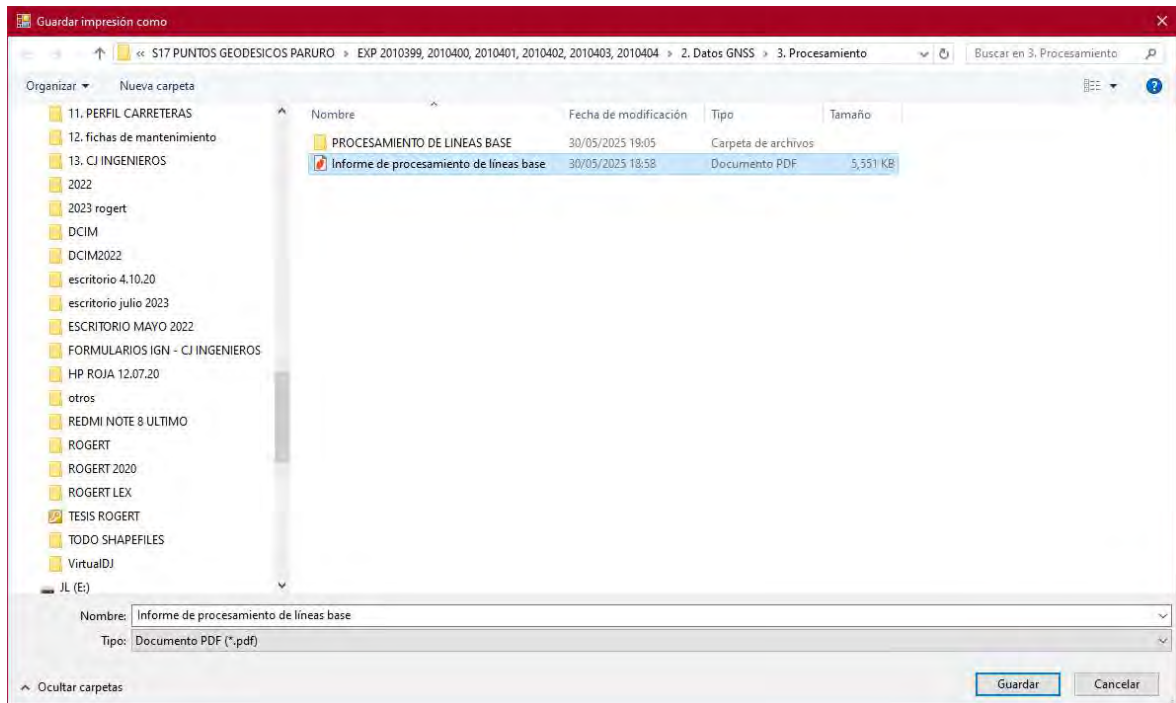 Guardar impresión como
« S17 PUNTOS GEODESICOS PARURO > EXP 2010399, 2010400, 2010401, 2010402, 2010403, 2010404 > 2. Datos GNSS > 3. Procesamiento
Buscar en 3. Procesamiento
Organizar
Nueva carpeta
11. PERFIL CARRETERAS
12. fichas de mantenimiento
13. CJ INGENIEROS
2022
2023 rogert
DCIM
DCIM2022
escritorio 4.10.20
escritorio julio 2023
ESCRITORIO MAYO 2022
FORMULARIOS IGN - CJ INGENIEROS
HP ROJA 12.07.20
otros
REDMI NOTE 8 ULTIMO
ROGERT
ROGERT 2020
ROGERT LEX
TESIS ROGERT
TODO SHAPEFILES
VirtualDJ
JL (E:)
Nombre Fecha de modificación Tipo Tamaño
PROCESAMIENTO DE LINEAS BASE 30/05/2025 19:05 Carpeta de archivos
Informe de procesamiento de líneas base 30/05/2025 18:58 Documento PDF 5,551 KB
Nombre: Informe de procesamiento de líneas base
Tipo: Documento PDF (*.pdf)
Ocultar carpetas
Guardar
Cancelar